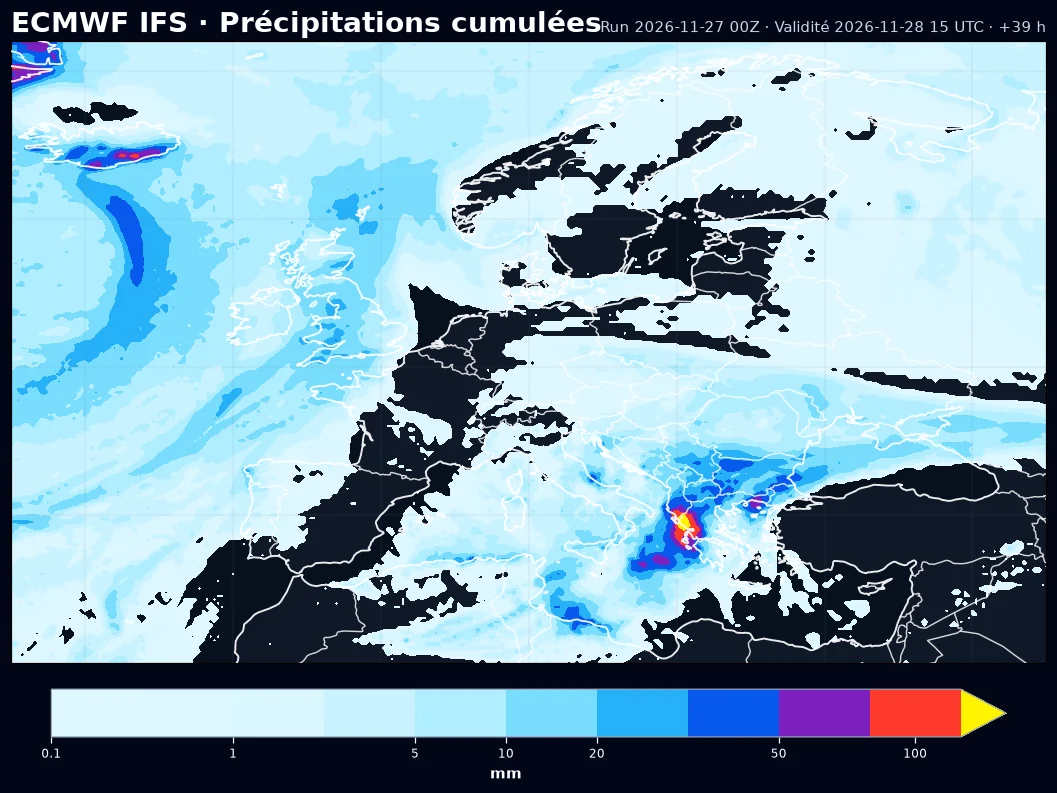 ECMWF IFS · Précipitations cumulées
Run 2026-11-27 00Z · Validité 2026-11-28 15 UTC · +39 h
0.1 1 5 10 20 50 100
mm